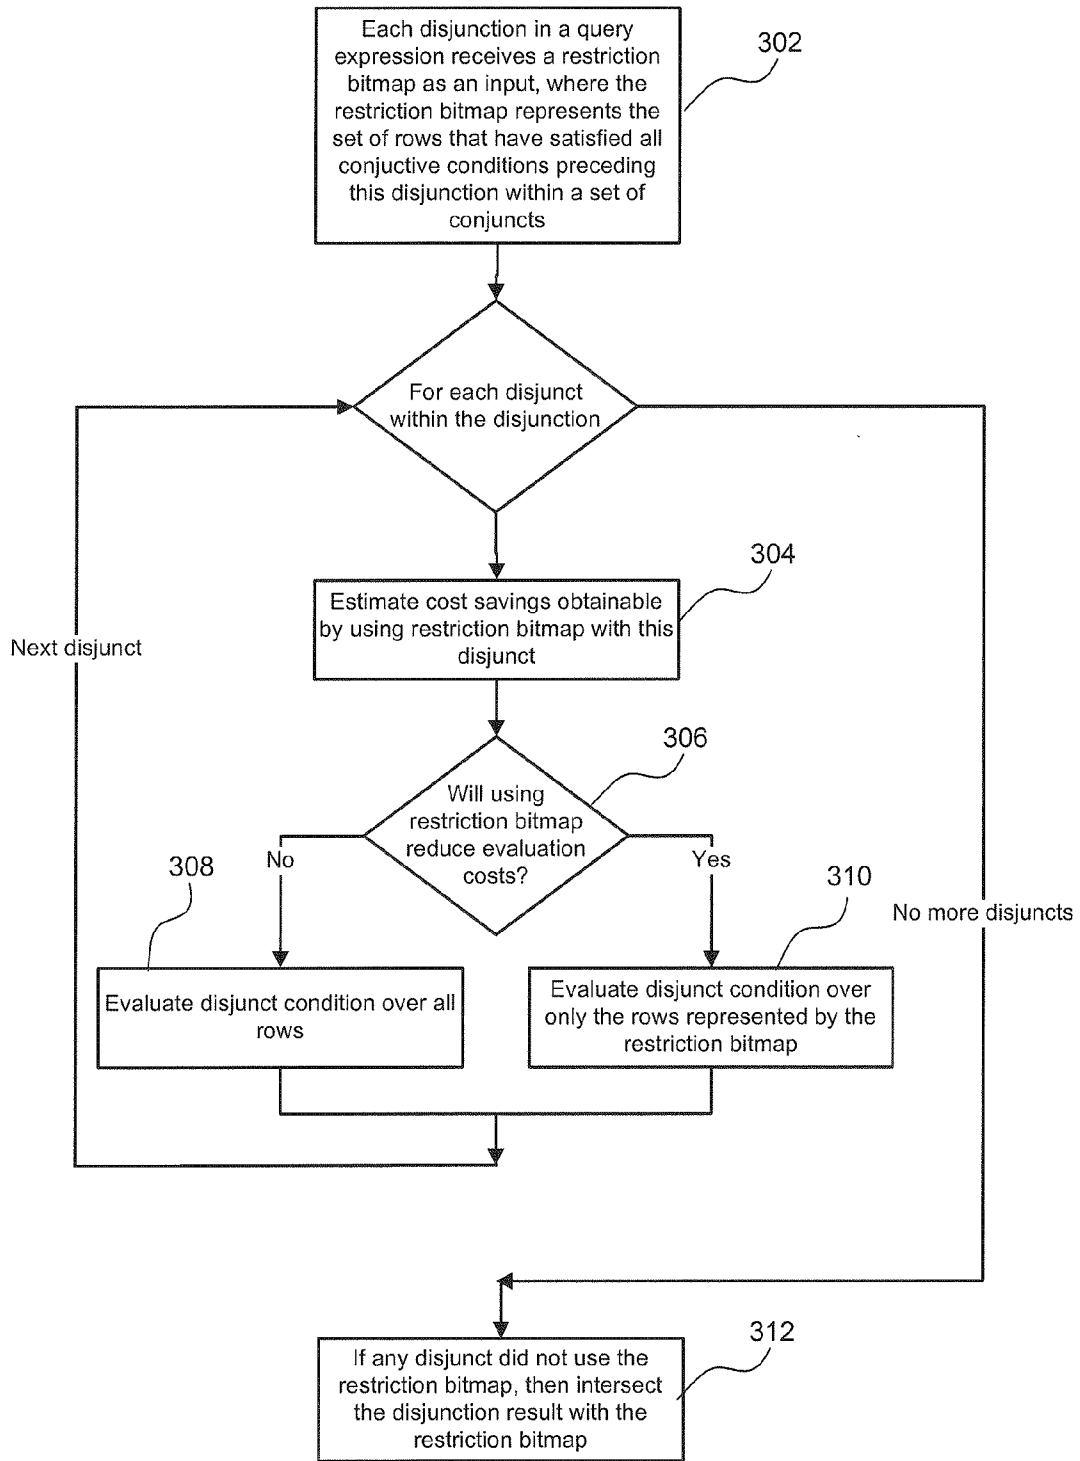 Each disjunction in a query
expression receives a restriction
bitmap as an input, where the
restriction bitmap represents the
set of rows that have satisfied all
conjuctive conditions preceding
this disjunction within a set of
conjuncts
302
For each disjunct
within the disjunction
304
Estimate cost savings obtainable
by using restriction bitmap with this
disjunct
Next disjunct
306
Will using
restriction bitmap
reduce evaluation
costs?
No
Yes
308
310
No more disjuncts
Evaluate disjunct condition over all
rows
Evaluate disjunct condition over
only the rows represented by the
restriction bitmap
312
If any disjunct did not use the
restriction bitmap, then intersect
the disjunction result with the
restriction bitmap